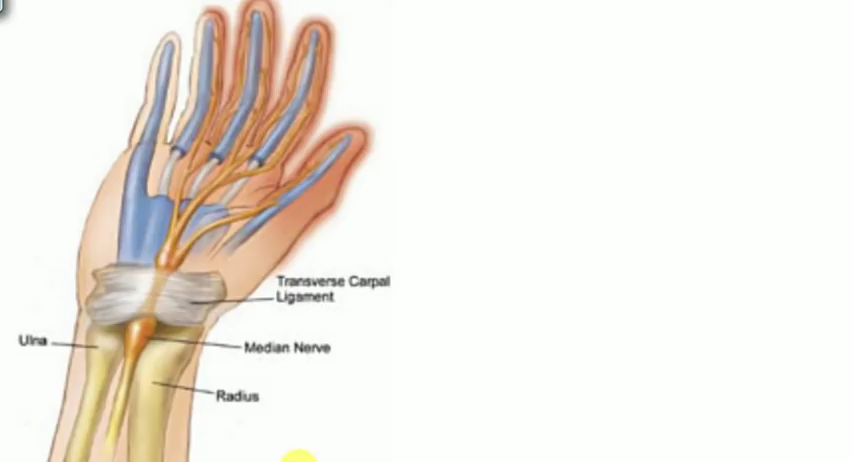 Transverse Carpal
Ligament
Ulna
Median Nerve
Radius